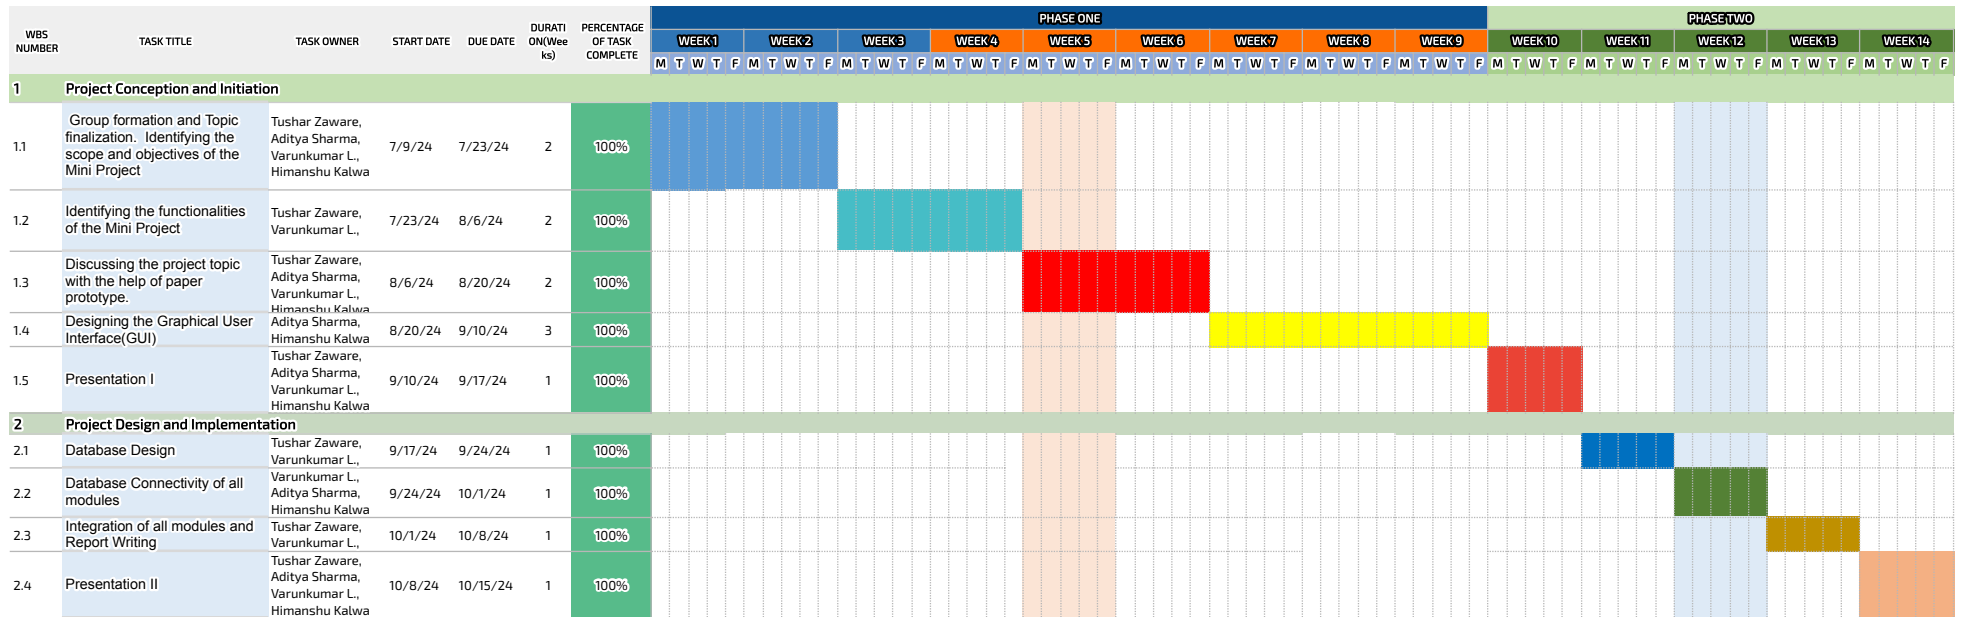 PHASE ONE PHASE TWO
WBS NUMBER TASK TITLE TASK OWNER START DATE DUE DATE DURATI ON(Wee ks) PERCENTAGE OF TASK COMPLETE WEEK 1 WEEK 2 WEEK 3 WEEK 4 WEEK 5 WEEK 6 WEEK 7 WEEK 8 WEEK 9 WEEK 10 WEEK 11 WEEK 12 WEEK 13 WEEK 14
M T W T F M T W T F M T W T F M T W T F M T W T F M T W T F M T W T F M T W T F M T W T F M T W T F M T W T F M T W T F M T W T F M T W T F
1 Project Conception and Initiation
1.1 Group formation and Topic finalization. Identifying the scope and objectives of the Mini Project Tushar Zaware, Aditya Sharma, Varunkumar L., Himanshu Kalwa 7/9/24 7/23/24 2 100%
1.2 Identifying the functionalities of the Mini Project Tushar Zaware, Varunkumar L., 7/23/24 8/6/24 2 100%
1.3 Discussing the project topic with the help of paper prototype. Tushar Zaware, Aditya Sharma, Varunkumar L., Himanshu Kalwa 8/6/24 8/20/24 2 100%
1.4 Designing the Graphical User Interface(GUI) Aditya Sharma, Himanshu Kalwa 8/20/24 9/10/24 3 100%
1.5 Presentation I Tushar Zaware, Aditya Sharma, Varunkumar L., Himanshu Kalwa 9/10/24 9/17/24 1 100%
2 Project Design and Implementation
2.1 Database Design Tushar Zaware, Varunkumar L., 9/17/24 9/24/24 1 100%
2.2 Database Connectivity of all modules Varunkumar L., Aditya Sharma, Himanshu Kalwa 9/24/24 10/1/24 1 100%
2.3 Integration of all modules and Report Writing Tushar Zaware, Varunkumar L., 10/1/24 10/8/24 1 100%
2.4 Presentation II Tushar Zaware, Aditya Sharma, Varunkumar L., Himanshu Kalwa 10/8/24 10/15/24 1 100%